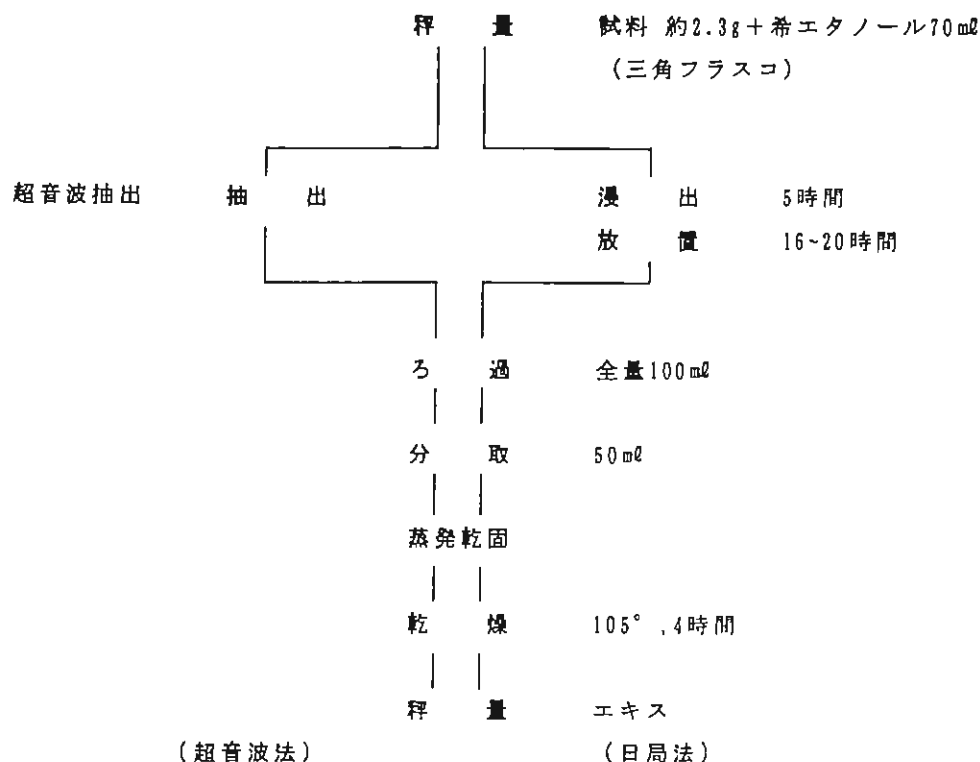 秤量 試料 約2.3g+希エタノール70ml
(三角フラスコ)
超音波抽出 抽出 浸出 5時間
放置 16~20時間
ろ過 全量100ml
分取 50ml
蒸発乾固
乾燥 105°,4時間
秤量 エキス
(超音波法) (日局法)